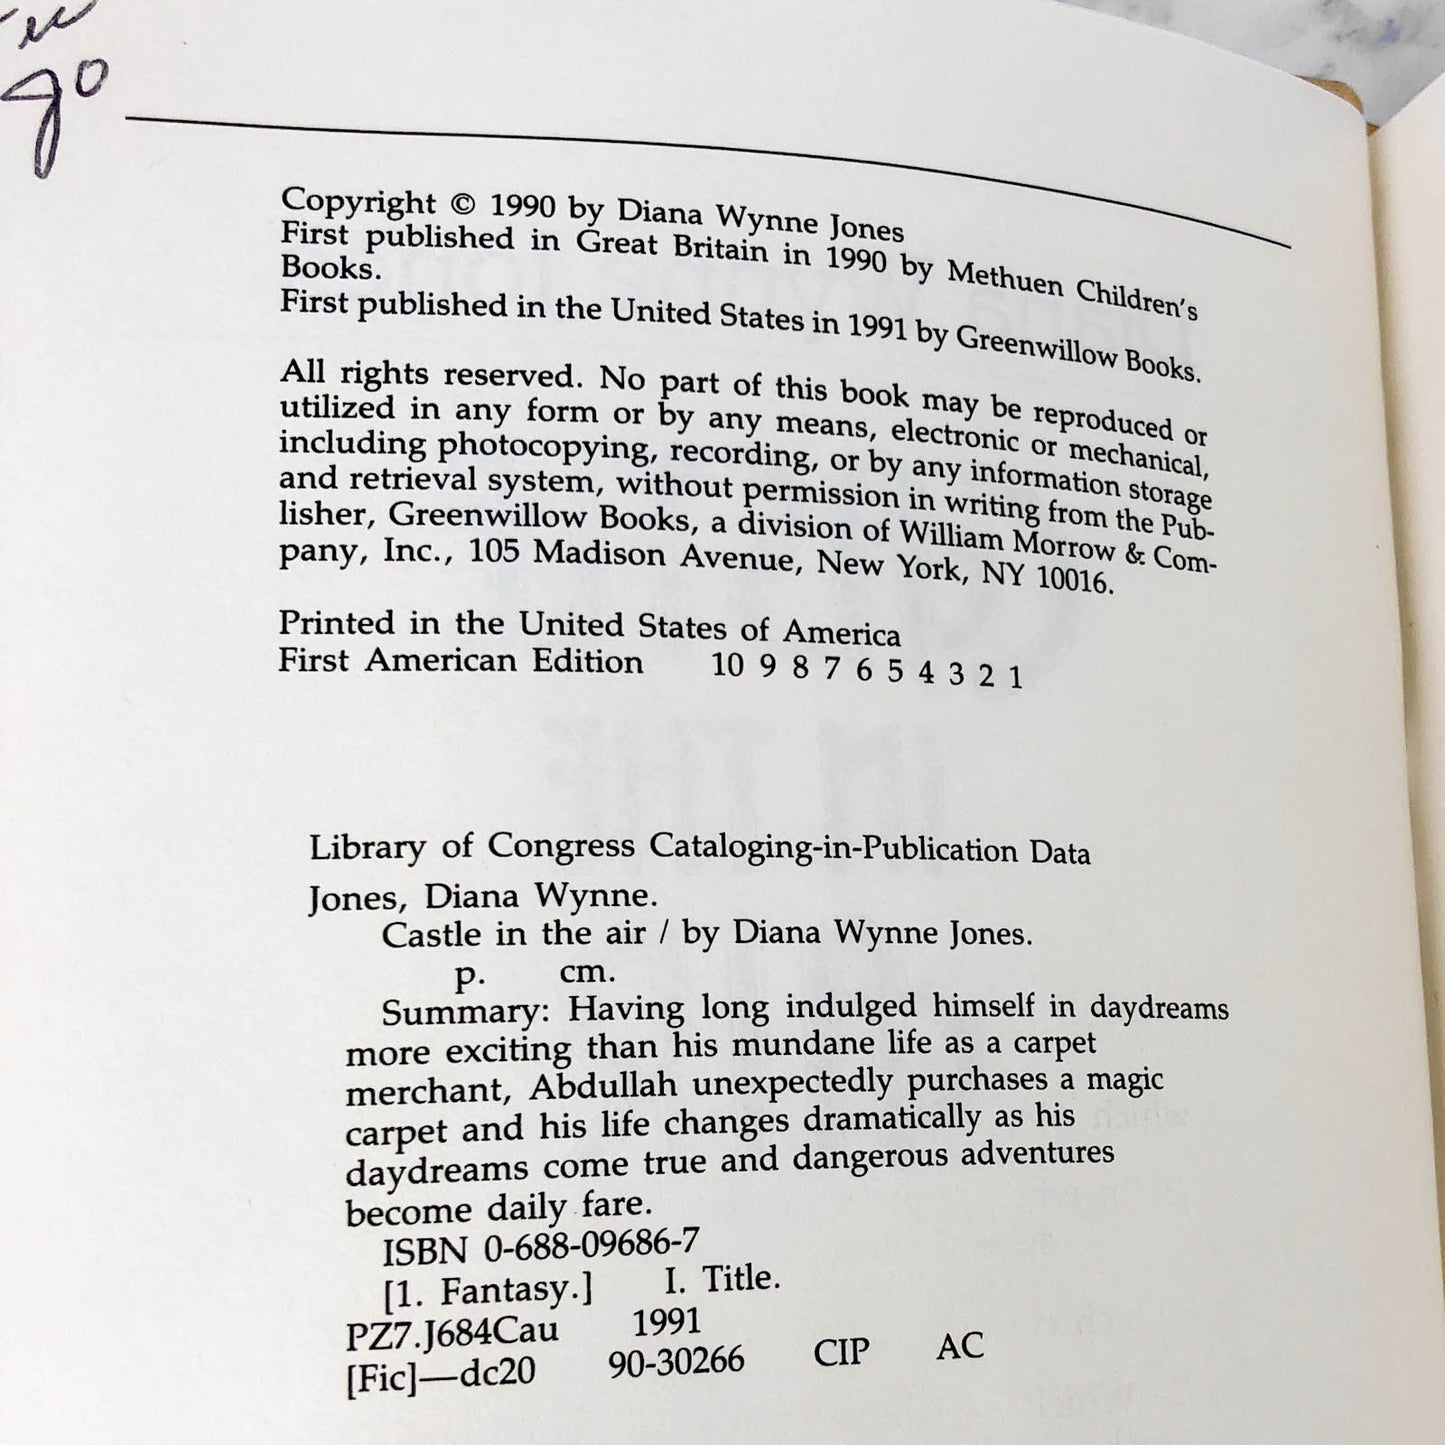 go
Copyright © 1990 by Diana Wynne Jones
First published in Great Britain in 1990 by Methuen Children's
Books.
First published in the United States in 1991 by Greenwillow Books.
All rights reserved. No part of this book may be reproduced or
utilized in any form or by any means, electronic or mechanical,
including photocopying, recording, or by any information storage
and retrieval system, without permission in writing from the Pub-
lisher, Greenwillow Books, a division of William Morrow & Com-
pany, Inc., 105 Madison Avenue, New York, NY 10016.
Printed in the United States of America
First American Edition 10 9 8 7 6 5 4 3 2 1
Library of Congress Cataloging-in-Publication Data
Jones, Diana Wynne.
Castle in the air / by Diana Wynne Jones.
p. cm.
Summary: Having long indulged himself in daydreams
more exciting than his mundane life as a carpet
merchant, Abdullah unexpectedly purchases a magic
carpet and his life changes dramatically as his
daydreams come true and dangerous adventures
become daily fare.
ISBN 0-688-09686-7
[1. Fantasy.] I. Title.
PZ7.J684Cau 1991
[Fic]—dc20 90-30266 CIP AC